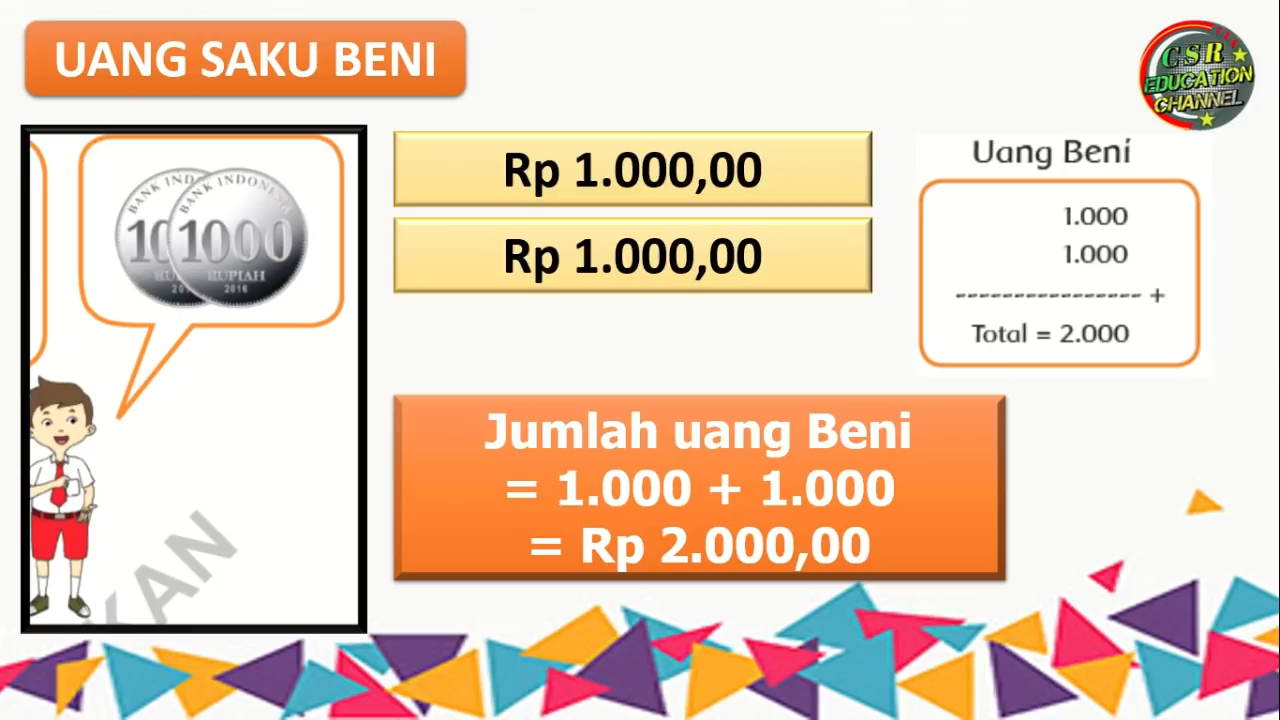 UANG SAKU BENI
CSR
EDUCATION
CHANNEL
BANK INDONESIA
1000
RUPIAH
2016
Rp 1.000,00
Rp 1.000,00
Uang Beni
1.000
1.000
---------------- +
Total = 2.000
Jumlah uang Beni
= 1.000 + 1.000
= Rp 2.000,00
KAN